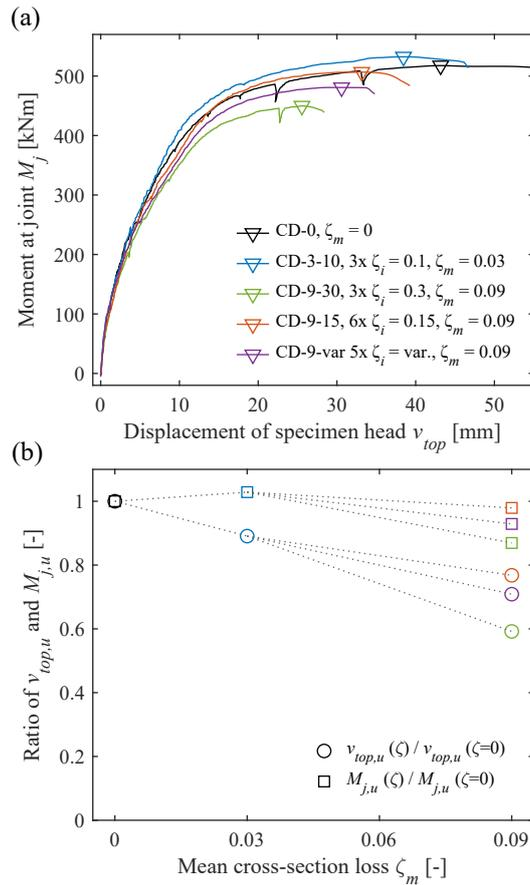 (a)
500
400
300
200
100
0
Moment at joint M_j [kNm]
CD-0, ζ_m = 0
CD-3-10, 3x ζ_i = 0.1, ζ_m = 0.03
CD-9-30, 3x ζ_i = 0.3, ζ_m = 0.09
CD-9-15, 6x ζ_i = 0.15, ζ_m = 0.09
CD-9-var 5x ζ_i = var., ζ_m = 0.09
0 10 20 30 40 50
Displacement of specimen head v_top [mm]
(b)
1
0.8
0.6
0.4
0.2
0
Ratio of v_top,u and M_j,u [-]
v_top,u (ζ) / v_top,u (ζ=0)
M_j,u (ζ) / M_j,u (ζ=0)
0 0.03 0.06 0.09
Mean cross-section loss ζ_m [-]